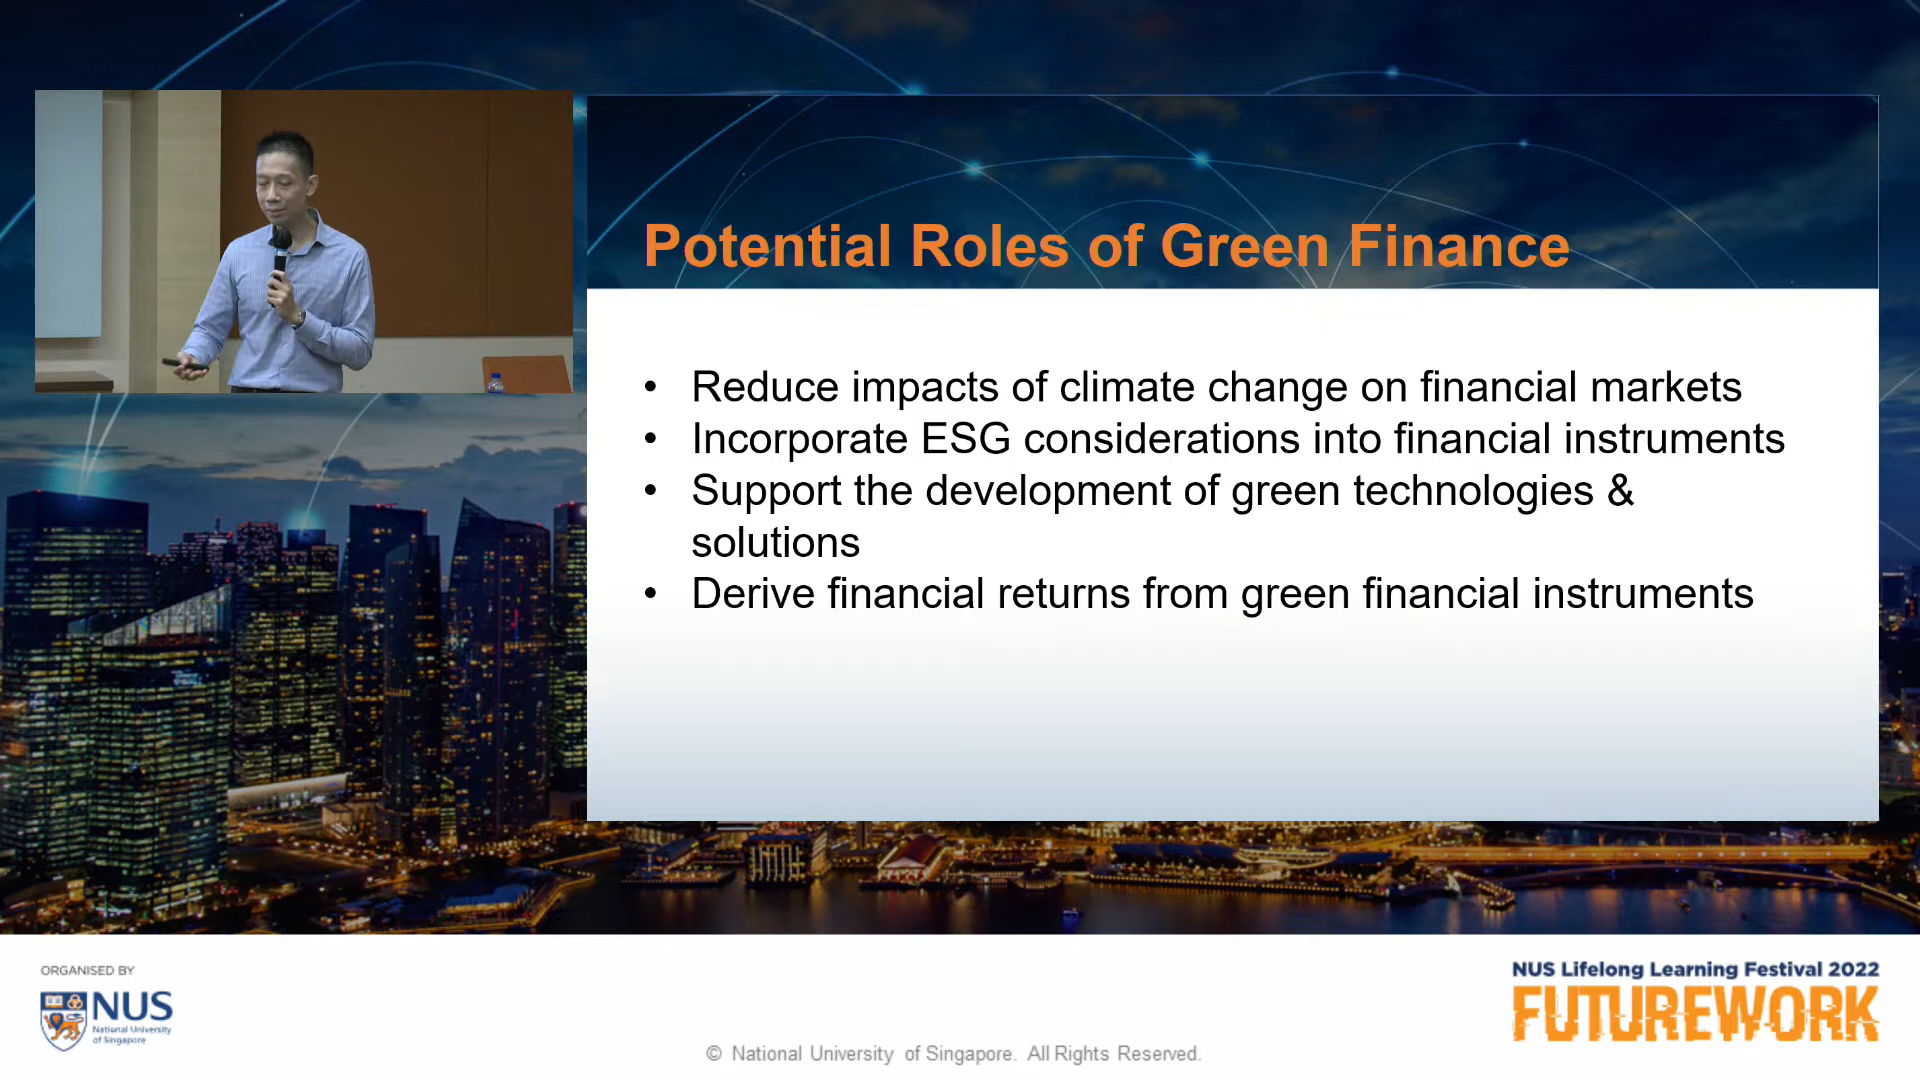 Potential Roles of Green Finance
• Reduce impacts of climate change on financial markets
• Incorporate ESG considerations into financial instruments
• Support the development of green technologies &
solutions
• Derive financial returns from green financial instruments
ORGANISED BY
NUS
National University
of Singapore
© National University of Singapore. All Rights Reserved.
NUS Lifelong Learning Festival 2022
FUTUREWORK